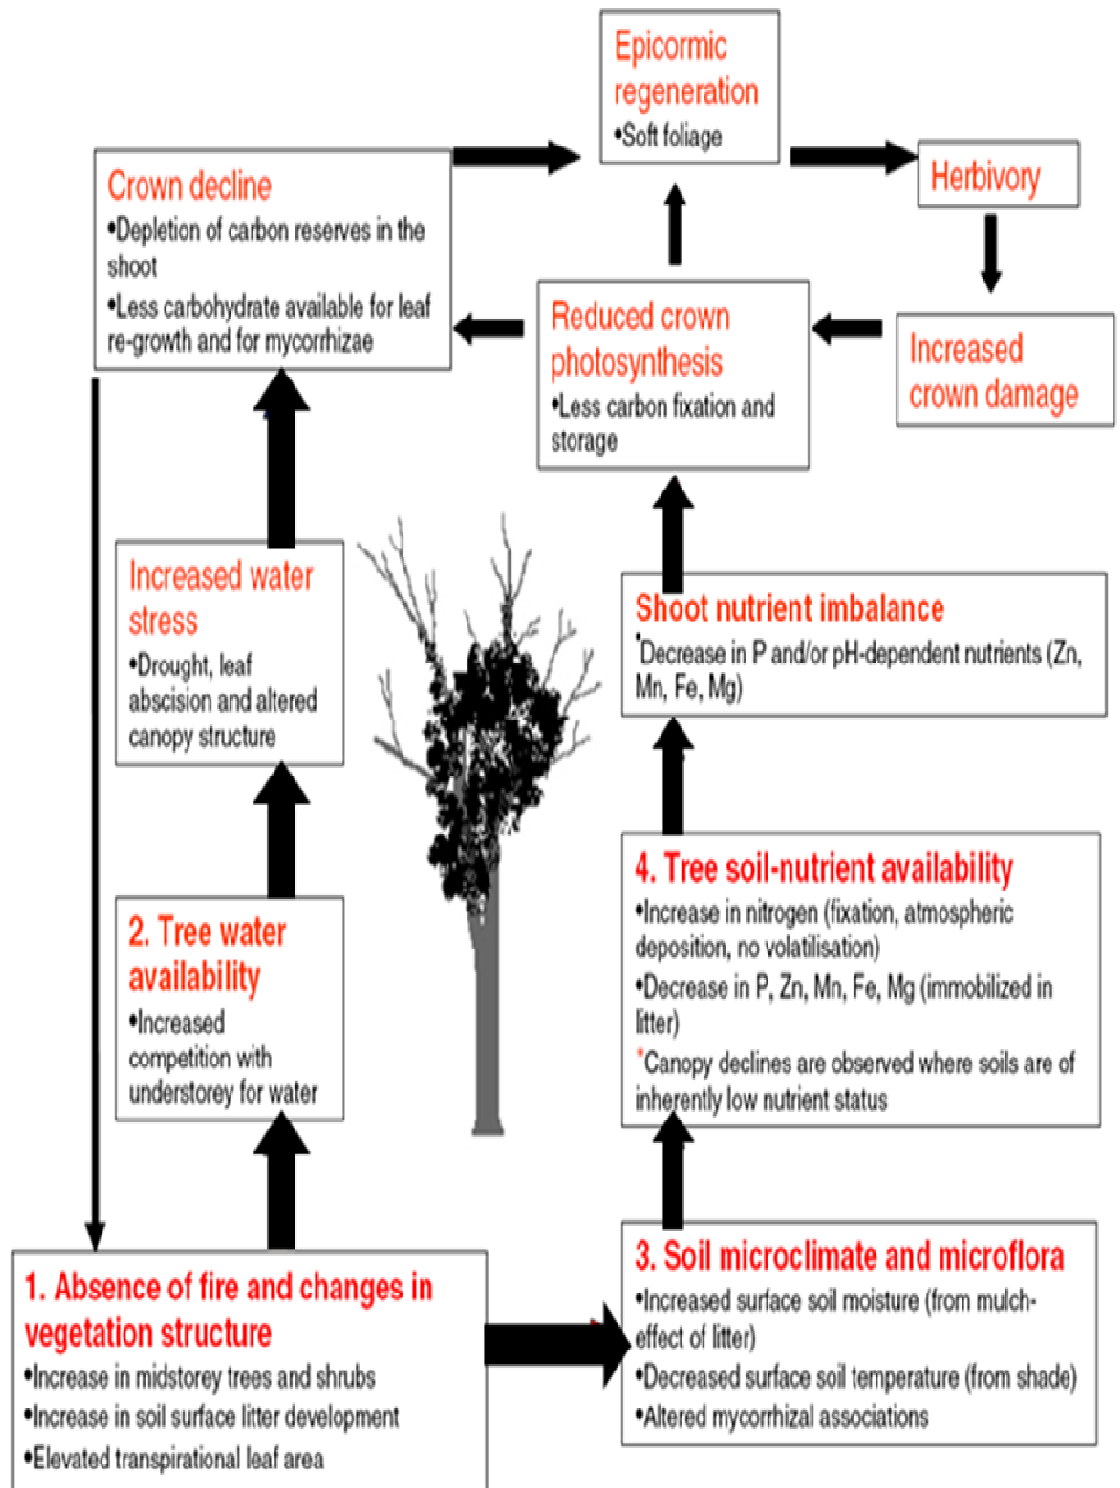 Epicormic
regeneration
•Soft foliage
Crown decline
•Depletion of carbon reserves in the
shoot
•Less carbohydrate available for leaf
re-growth and for mycorrhizae
Herbivory
Reduced crown
photosynthesis
•Less carbon fixation and
storage
Increased
crown damage
Increased water
stress
•Drought, leaf
abscision and altered
canopy structure
Shoot nutrient imbalance
•Decrease in P and/or pH-dependent nutrients (Zn,
Mn, Fe, Mg)
2. Tree water
availability
•Increased
competition with
understorey for water
4. Tree soil-nutrient availability
•Increase in nitrogen (fixation, atmospheric
deposition, no volatilisation)
•Decrease in P, Zn, Mn, Fe, Mg (immobilized in
litter)
*Canopy declines are observed where soils are of
inherently low nutrient status
1. Absence of fire and changes in
vegetation structure
•Increase in midstorey trees and shrubs
•Increase in soil surface litter development
•Elevated transpirational leaf area
3. Soil microclimate and microflora
•Increased surface soil moisture (from mulch-
effect of litter)
•Decreased surface soil temperature (from shade)
•Altered mycorrhizal associations